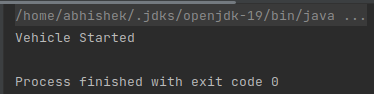 /home/abhishek/.jdks/openjdk-19/bin/java ...
Vehicle Started
Process finished with exit code 0